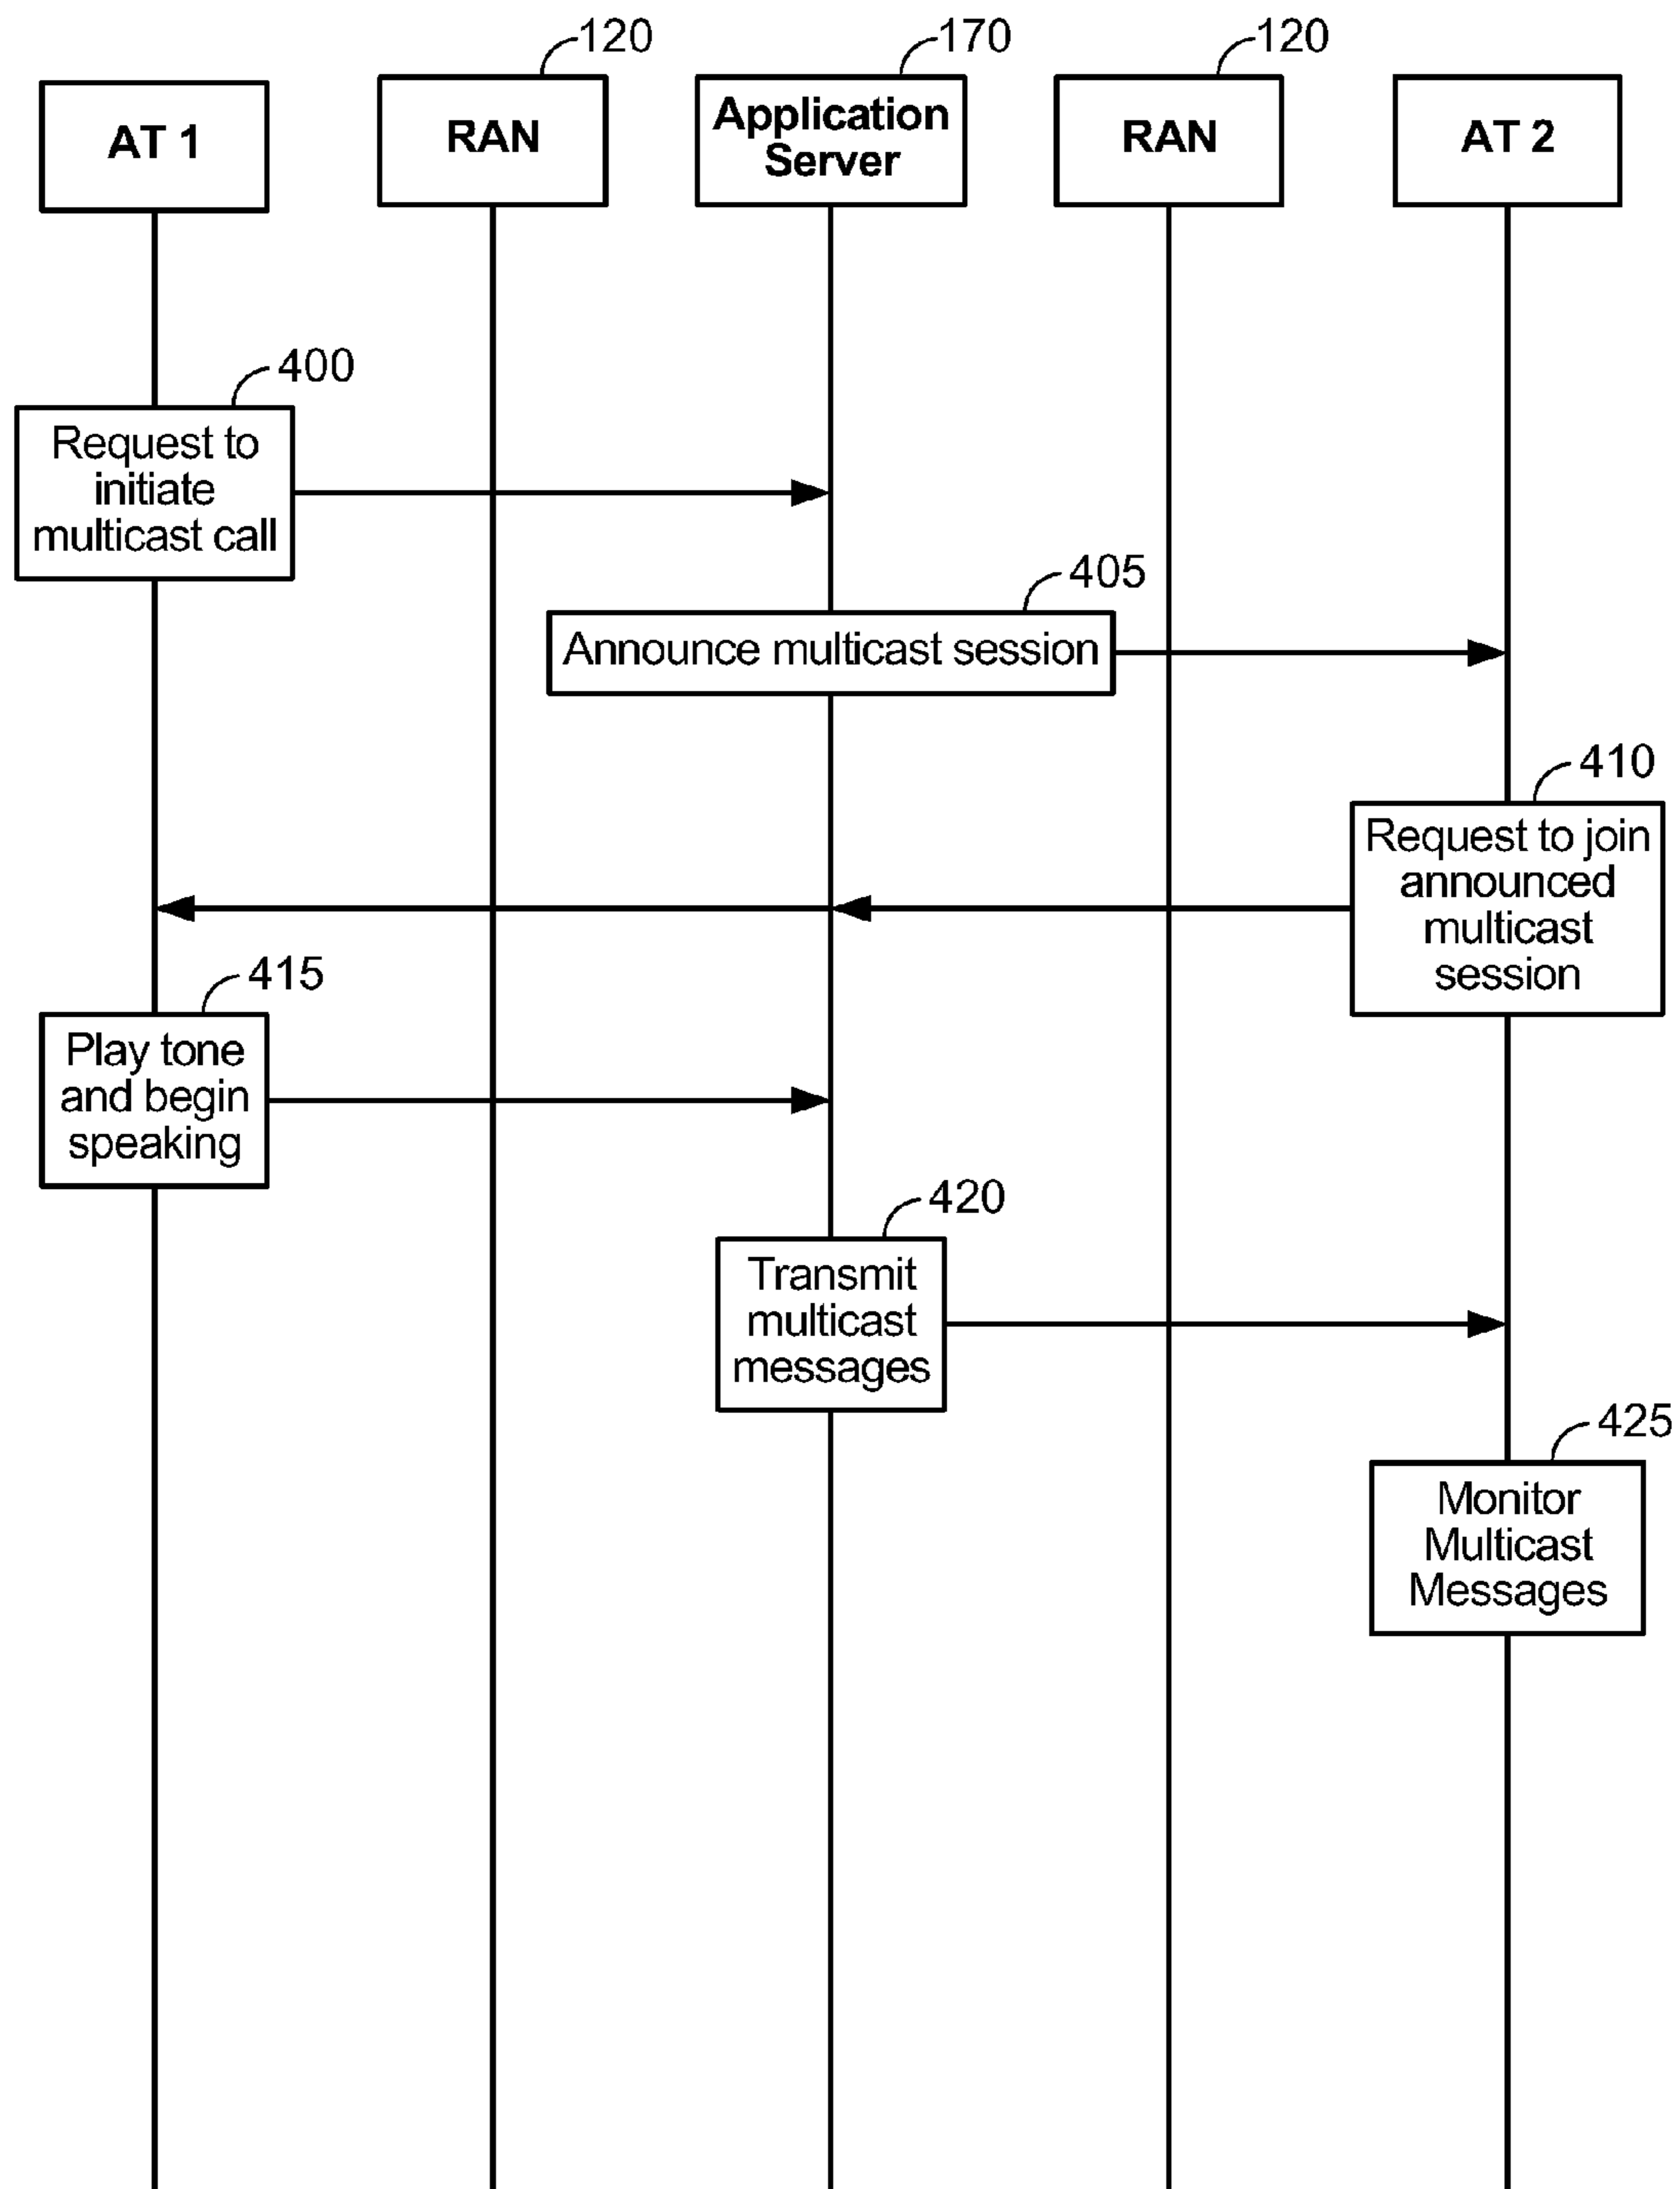 120
170
120
AT 1
RAN
Application
Server
RAN
AT 2
400
Request to
initiate
multicast call
405
Announce multicast session
410
Request to join
announced
multicast
session
415
Play tone
and begin
speaking
420
Transmit
multicast
messages
425
Monitor
Multicast
Messages